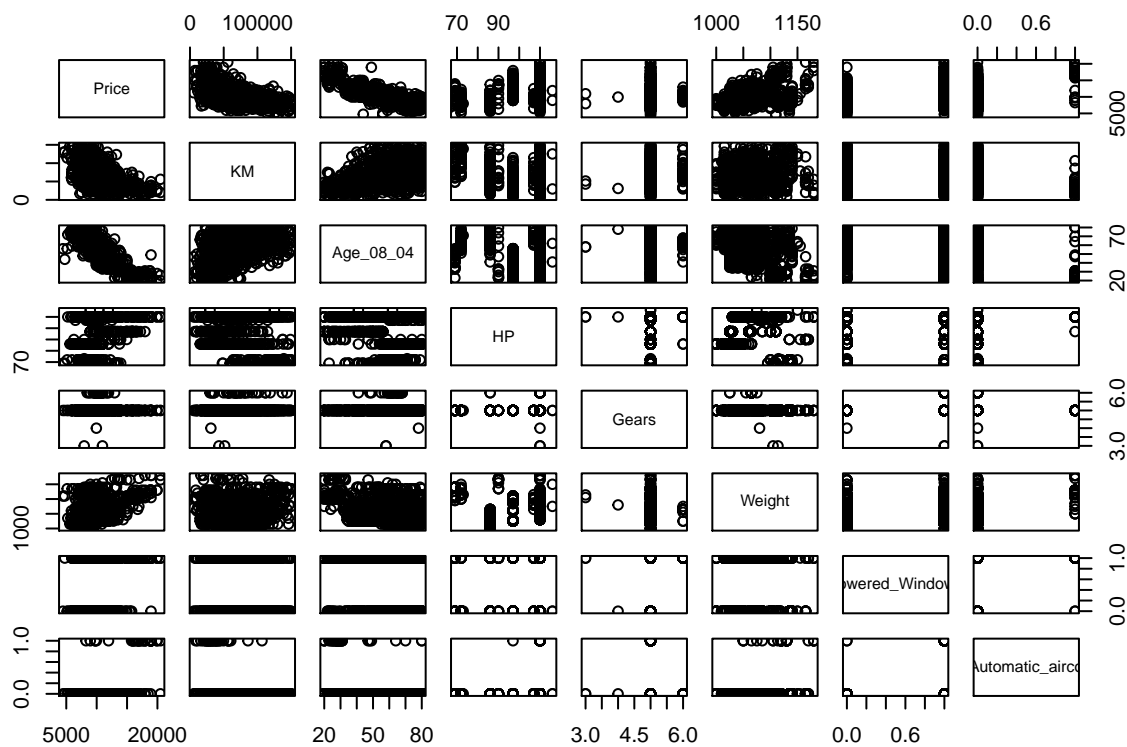 0 100000 70 90 1000 1150 0.0 0.6
Price 5000
0 KM
Age_08_04 20 70
70 HP
Gears 3.0 6.0
1000 Weight
owered_Window 0.0 1.0
0.0 1.0 Automatic_airco
5000 20000 20 50 80 3.0 4.5 6.0 0.0 0.6